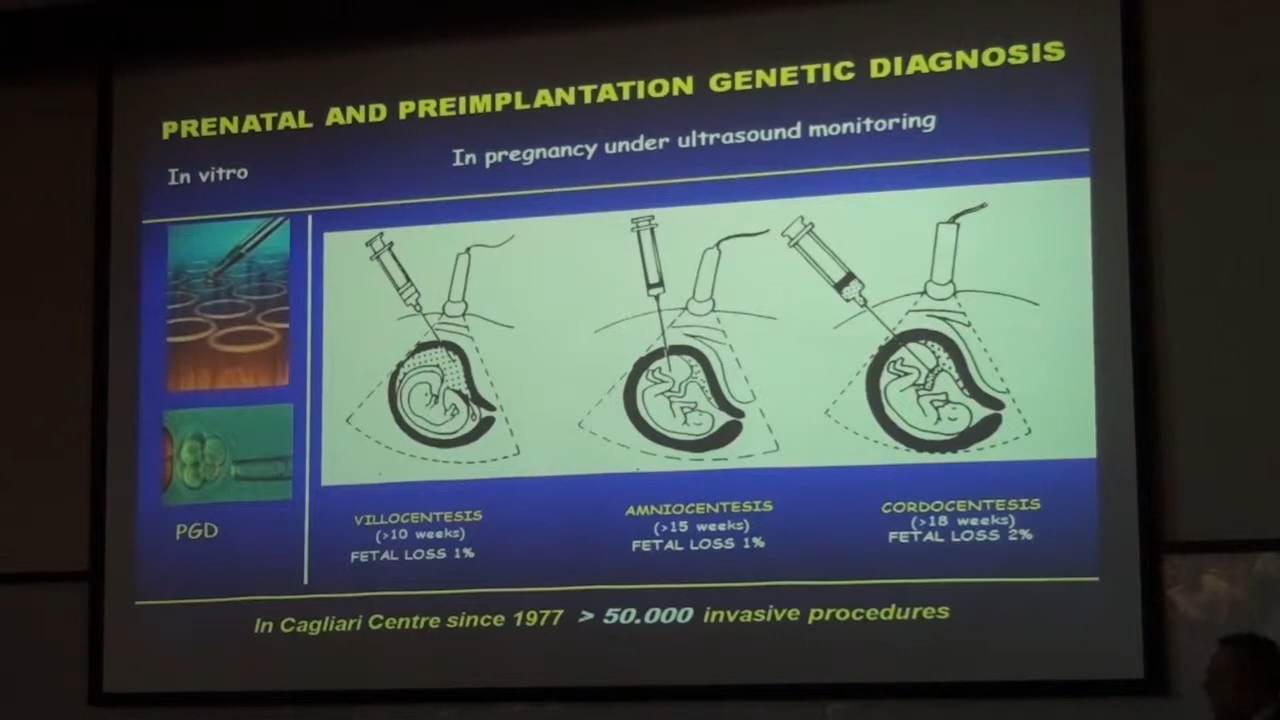 PRENATAL AND PREIMPLANTATION GENETIC DIAGNOSIS
In vitro
In pregnancy under ultrasound monitoring
PGD
VILLOCENTESIS
(>10 weeks)
FETAL LOSS 1%
AMNIOCENTESIS
(>15 weeks)
FETAL LOSS 1%
CORDOCENTESIS
(>18 weeks)
FETAL LOSS 2%
In Cagliari Centre since 1977 > 50.000 invasive procedures